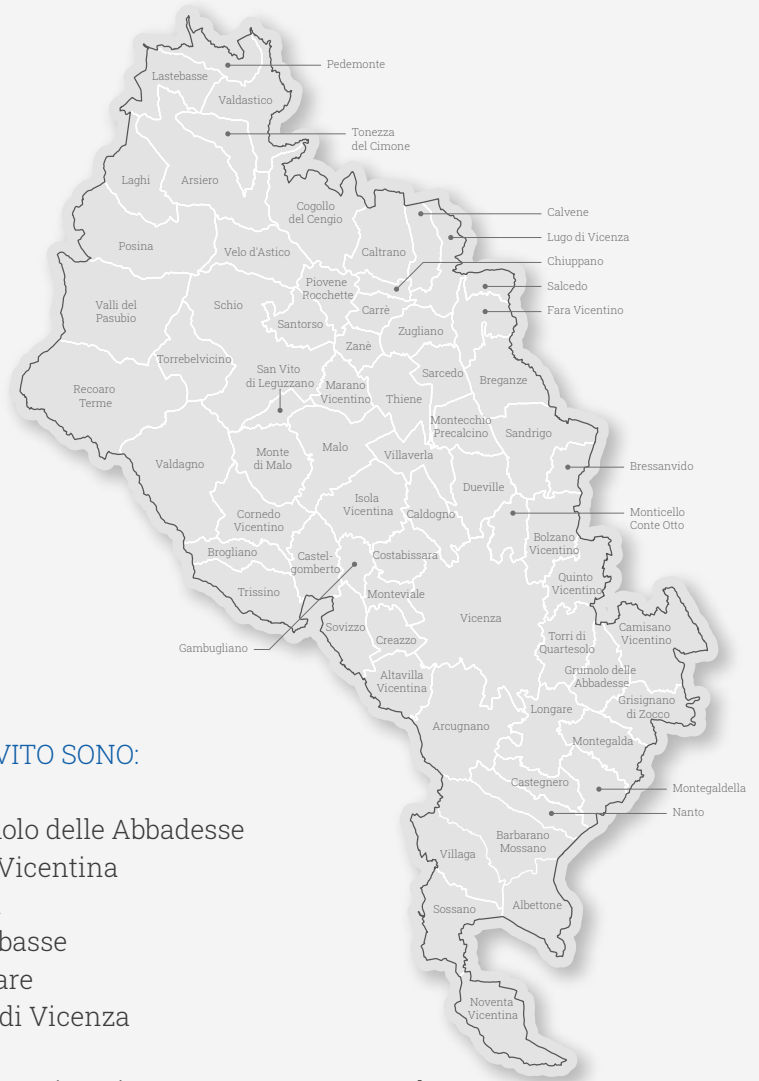 Pedemonte
Lastebasse
Valdastico
Tonezza
del Cimone
Laghi
Arsiero
Cogollo
del Cengio
Calvene
Lugo di Vicenza
Posina
Velo d'Astico
Caltrano
Chiuppano
Piovene
Rocchette
Salcedo
Valli del
Pasubio
Schio
Carrè
Fara Vicentino
Santorso
Zugliano
Zanè
Torrebelvicino
San Vito
di Leguzzano
Marano
Vicentino
Sarcedo
Breganze
Recoaro
Terme
Thiene
Montecchio
Precalcino
Sandrigo
Malo
Villaverla
Valdagno
Monte
di Malo
Bressanvido
Dueville
Isola
Vicentina
Caldogno
Monticello
Conte Otto
Cornedo
Vicentino
Bolzano
Vicentino
Brogliano
Castel-
gomberto
Costabissara
Quinto
Vicentino
Trissino
Monteviale
Vicenza
Sovizzo
Creazzo
Torri di
Quartesolo
Camisano
Vicentino
Gambugliano
Altavilla
Vicentina
Grumolo delle
Abbadesse
Grisignano
di Zocco
Longare
Arcugnano
Montegalda
Castegnero
Montegaldella
Nanto
Barbarano
Mossano
Villaga
Sossano
Albettone
Noventa
Vicentina
VITO SONO:
olo delle Abbadesse
Vicentina
basse
are
di Vicenza